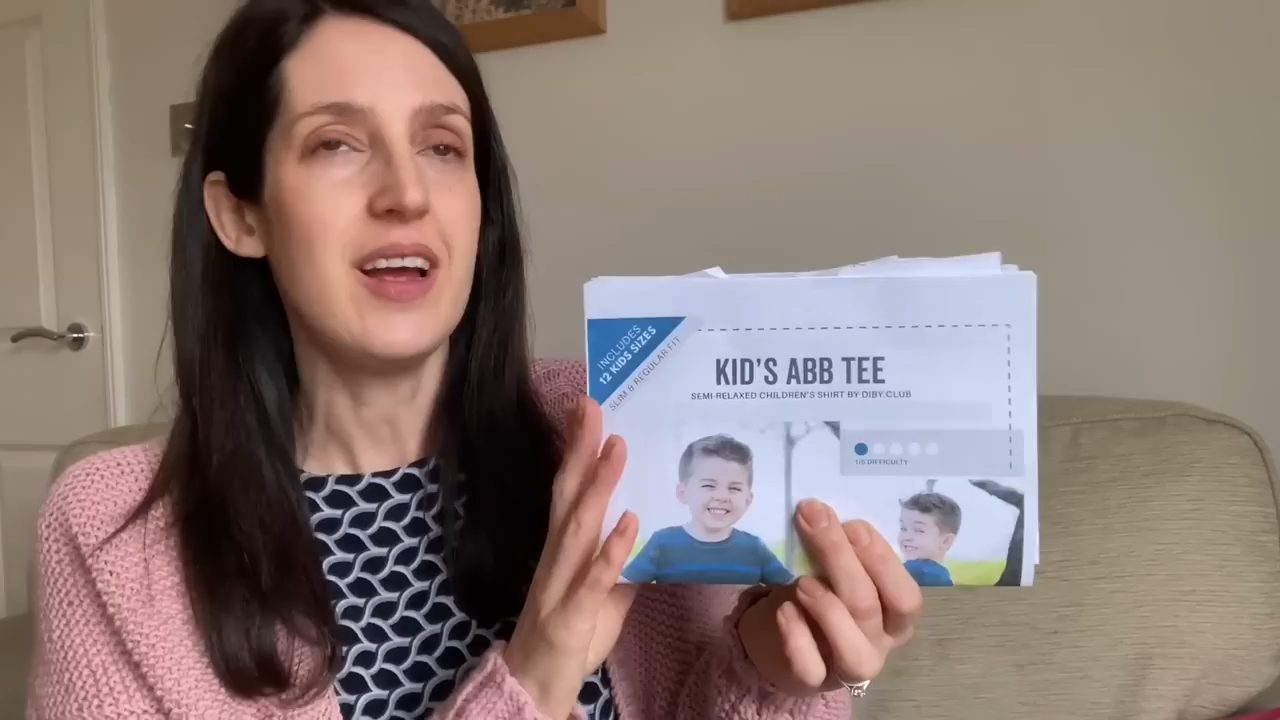 INCLUDES
12 KIDS SIZES
SLIM & REGULAR FIT
KID'S ABB TEE
SEMI-RELAXED CHILDREN'S SHIRT BY DIBY.CLUB
1/5 DIFFICULTY